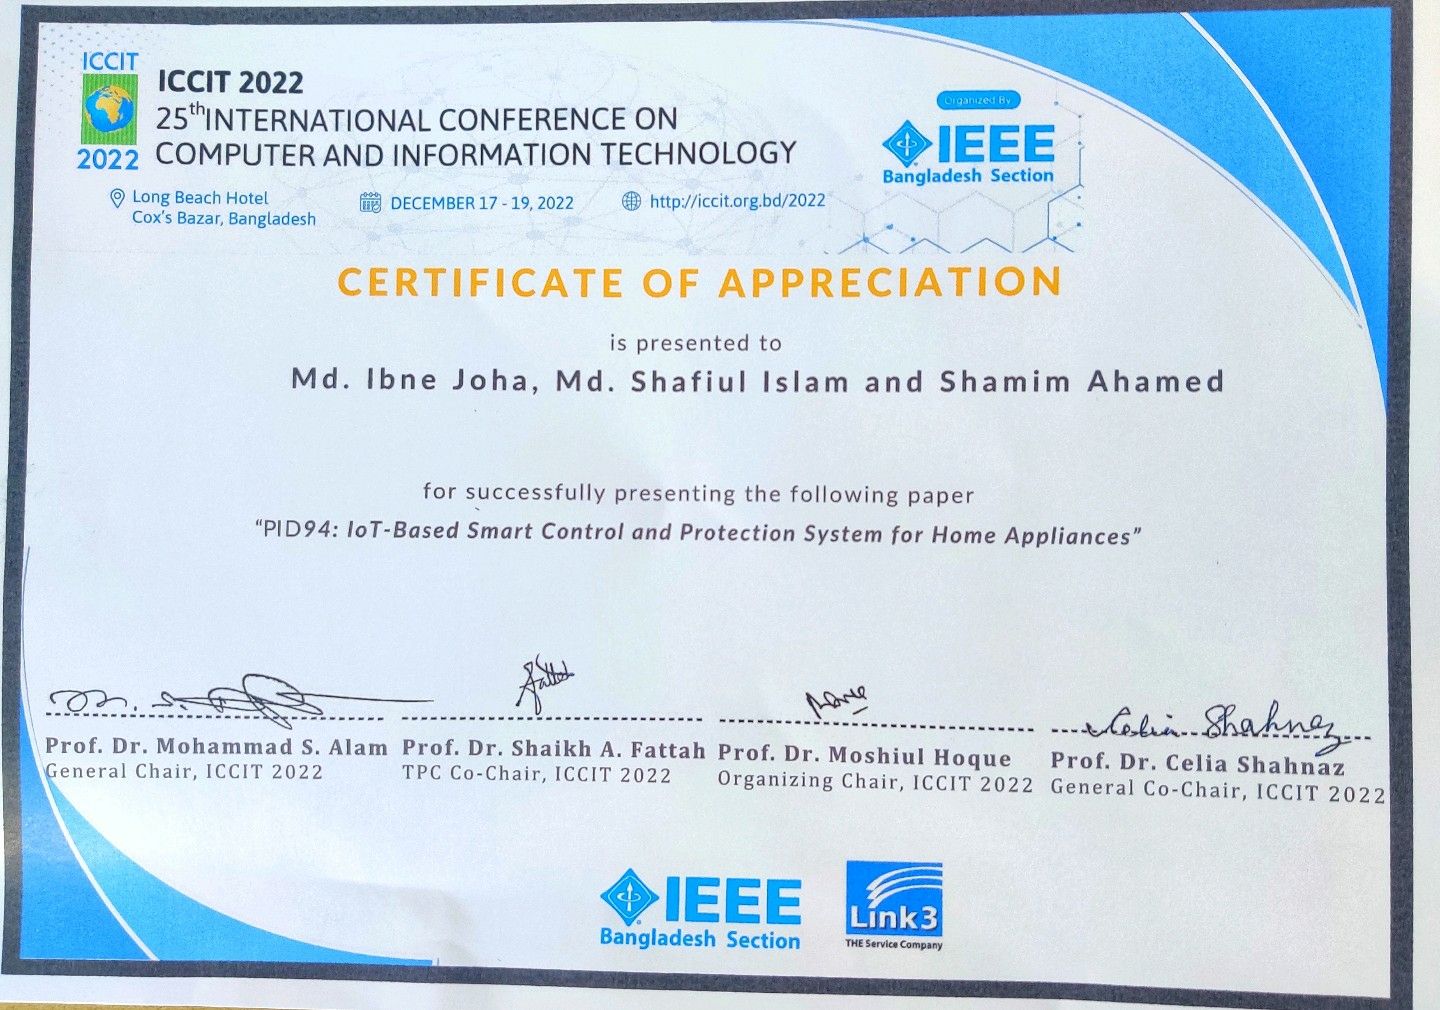 ICCIT
2022
ICCIT 2022
25th INTERNATIONAL CONFERENCE ON
COMPUTER AND INFORMATION TECHNOLOGY
Long Beach Hotel
Cox's Bazar, Bangladesh
DECEMBER 17 - 19, 2022
http://iccit.org.bd/2022
Organized By
IEEE
Bangladesh Section
CERTIFICATE OF APPRECIATION
is presented to
Md. Ibne Joha, Md. Shafiul Islam and Shamim Ahamed
for successfully presenting the following paper
“PID94: IoT-Based Smart Control and Protection System for Home Appliances”
Fattah
Celia Shahnaz
Prof. Dr. Mohammad S. Alam
General Chair, ICCIT 2022
Prof. Dr. Shaikh A. Fattah
TPC Co-Chair, ICCIT 2022
Prof. Dr. Moshiul Hoque
Organizing Chair, ICCIT 2022
Prof. Dr. Celia Shahnaz
General Co-Chair, ICCIT 2022
IEEE
Bangladesh Section
Link3
THE Service Company